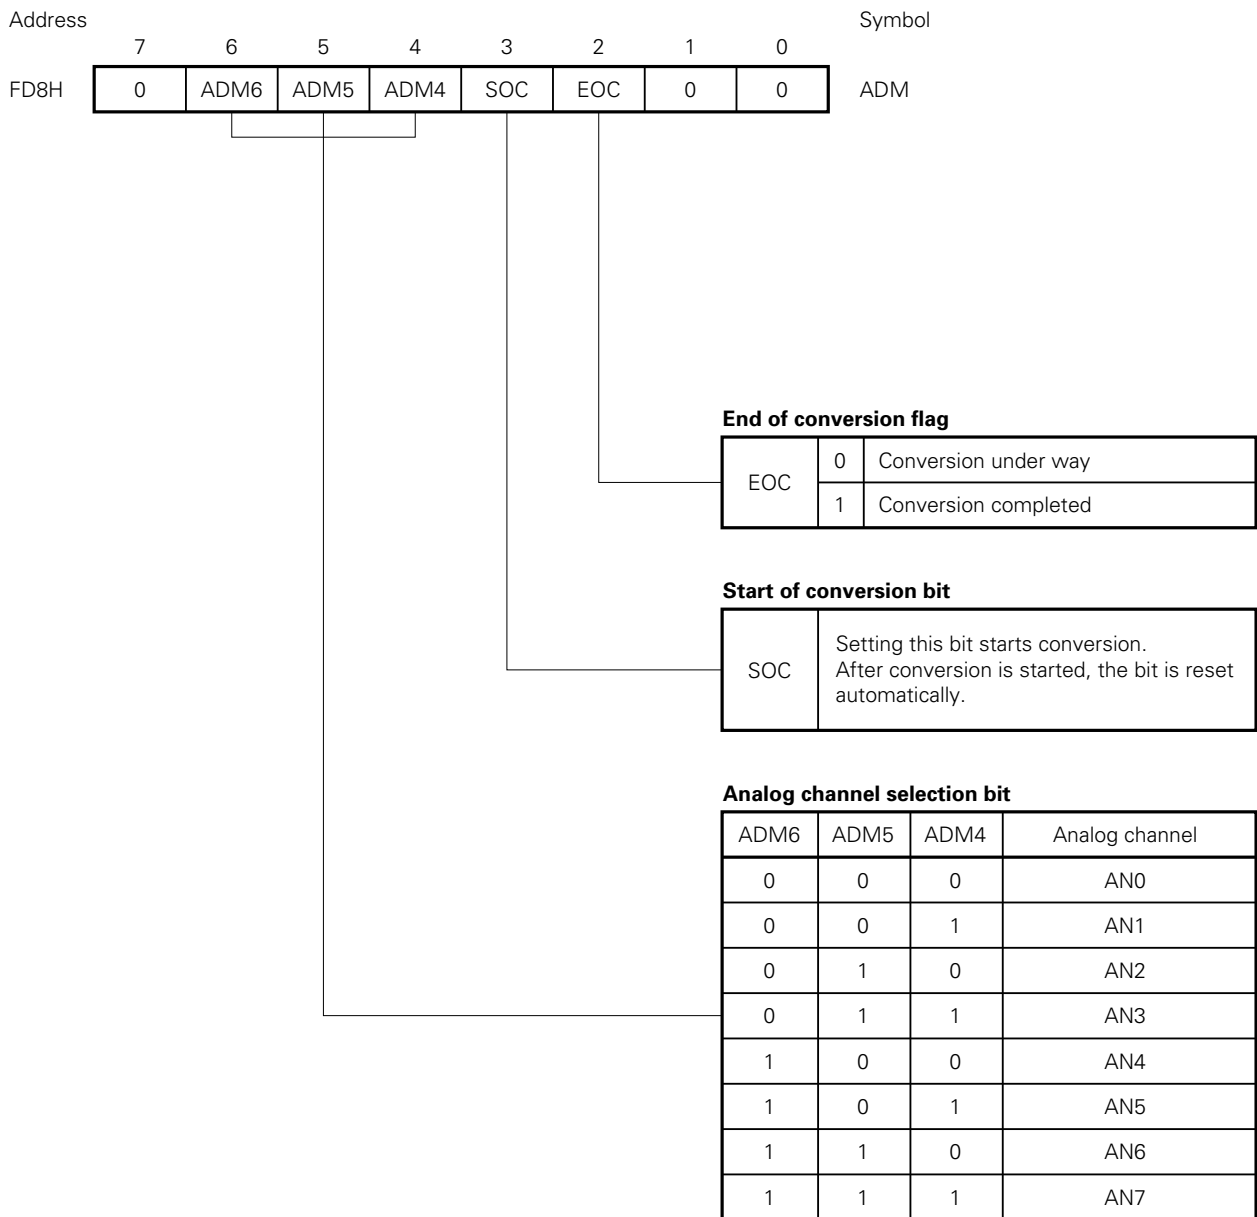 Address Symbol
7 6 5 4 3 2 1 0
FD8H 0 ADM6 ADM5 ADM4 SOC EOC 0 0 ADM
End of conversion flag
EOC
0 Conversion under way
1 Conversion completed
Start of conversion bit
SOC
Setting this bit starts conversion.
After conversion is started, the bit is reset
automatically.
Analog channel selection bit
ADM6 ADM5 ADM4 Analog channel
0 0 0 AN0
0 0 1 AN1
0 1 0 AN2
0 1 1 AN3
1 0 0 AN4
1 0 1 AN5
1 1 0 AN6
1 1 1 AN7